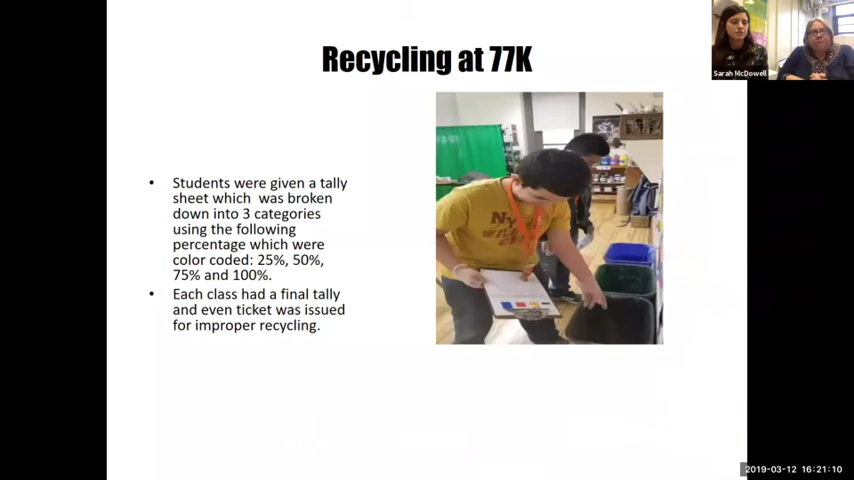 Recycling at 77K
Sarah McDowell
• Students were given a tally
sheet which was broken
down into 3 categories
using the following
percentage which were
color coded: 25%, 50%,
75% and 100%.
• Each class had a final tally
and even ticket was issued
for improper recycling.
2019-03-12 16:21:10